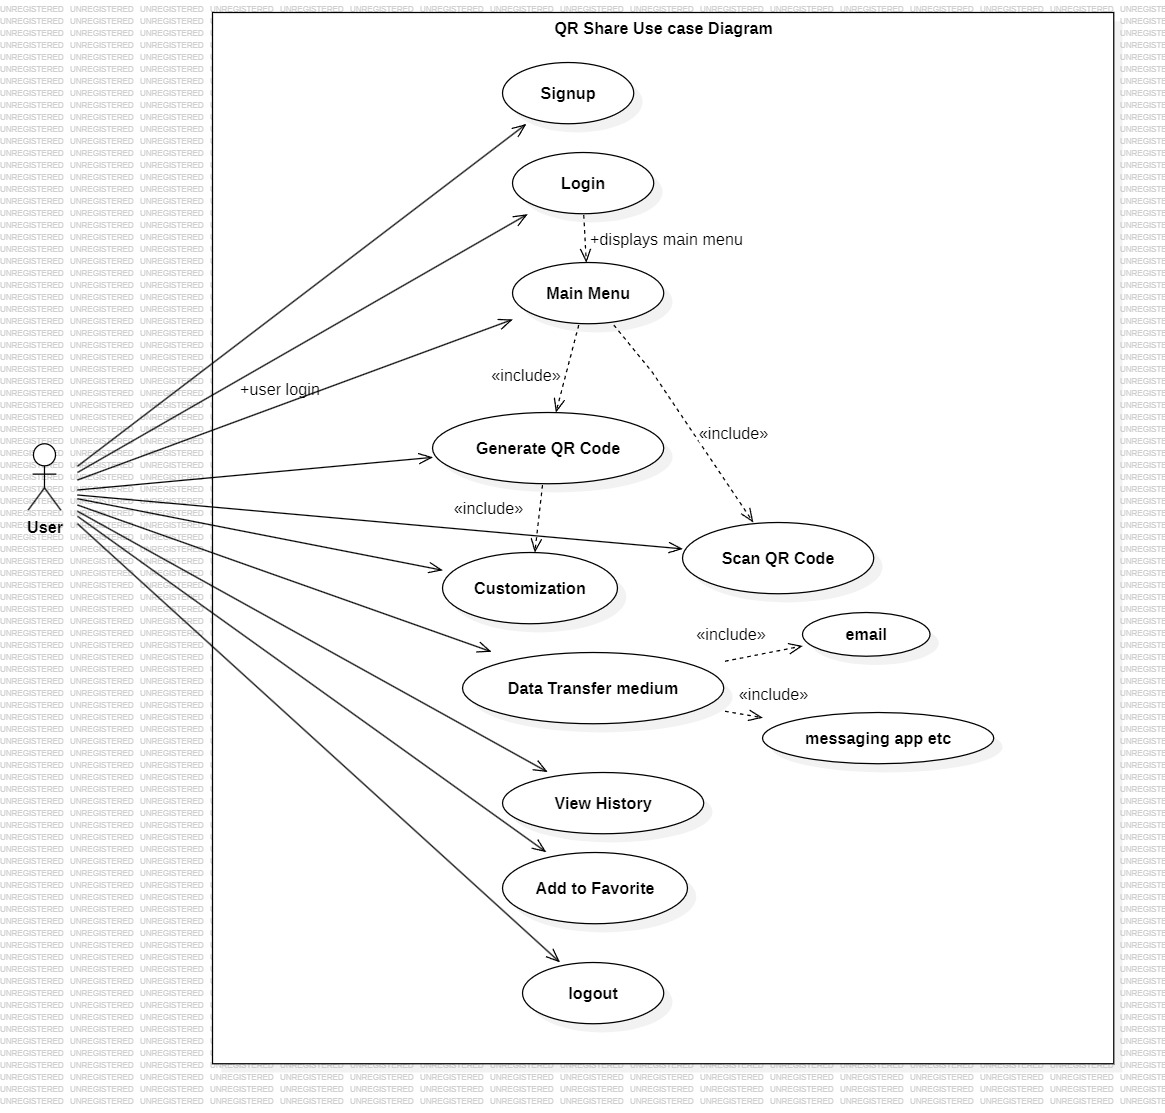 QR Share Use case Diagram
Signup
Login
+displays main menu
Main Menu
«include»
+user login
«include»
Generate QR Code
«include»
User
Scan QR Code
Customization
«include»
email
Data Transfer medium
«include»
messaging app etc
View History
Add to Favorite
logout
UNREGISTERED